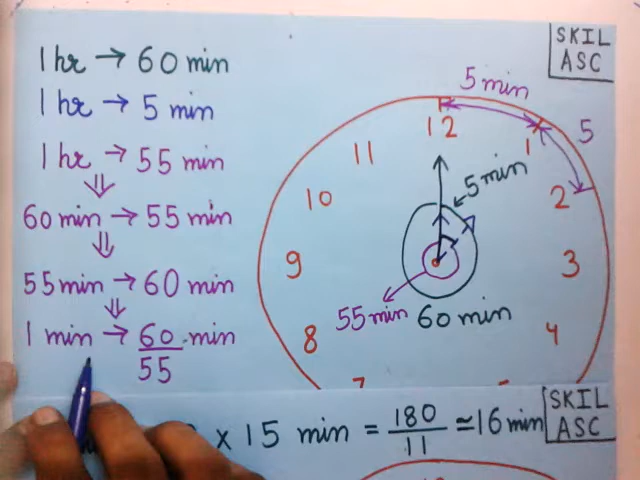 1 hr → 60 min
1 hr → 5 min
1 hr → 55 min
⇓
60 min → 55 min
⇓
55 min → 60 min
⇓
1 min → 60/55 min
SKIL
ASC
5 min
5
12
1
2
3
4
8
9
10
11
5 min
55 min
60 min
x 15 min = 180/11 ≃ 16 min
SKIL
ASC